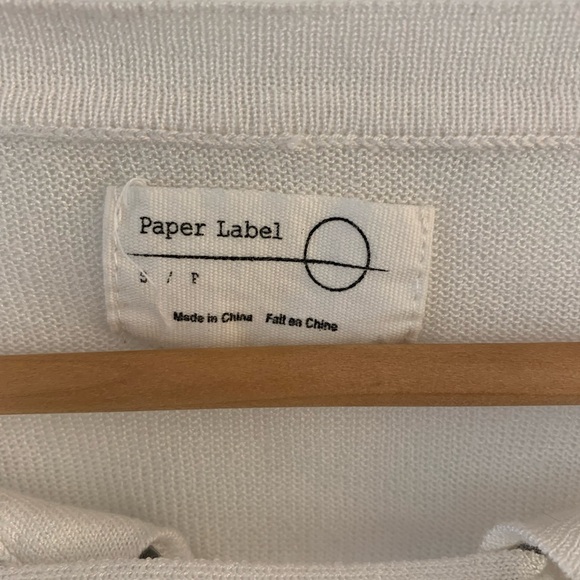 Paper Label
S / P
Made in China Fait en Chine